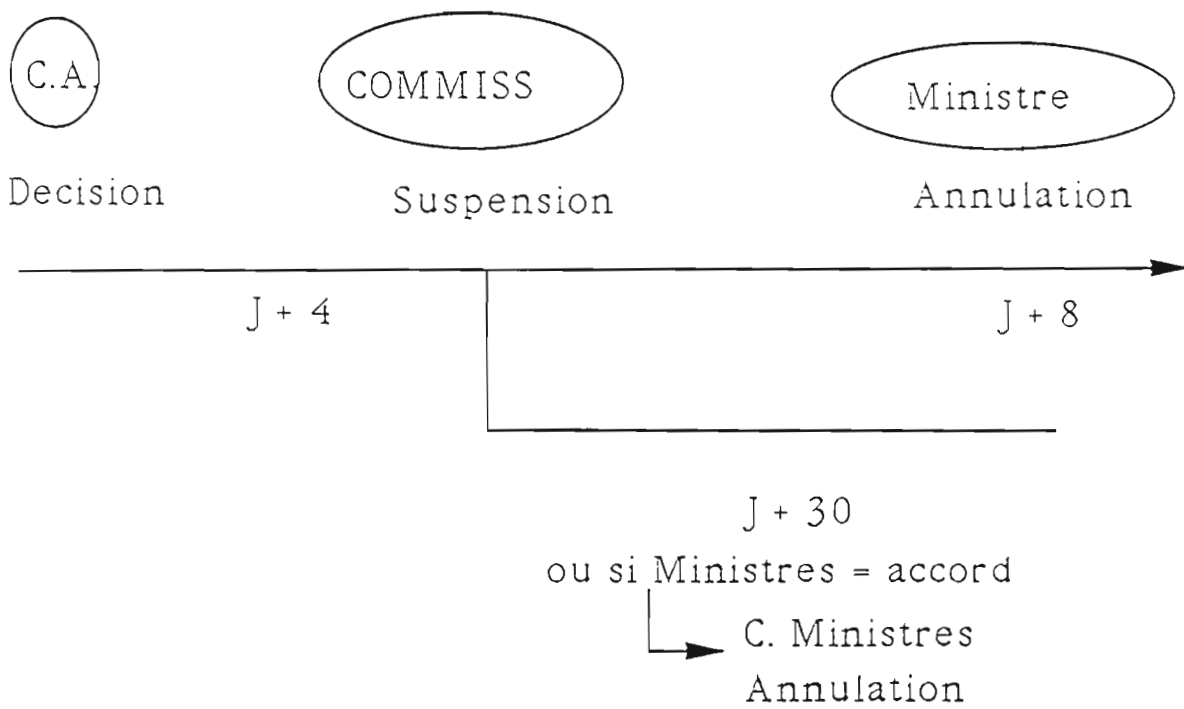 C.A.
COMMISS
Ministre
Decision
Suspension
Annulation
J + 4
J + 8
J + 30
ou si Ministres = accord
C. Ministres
Annulation